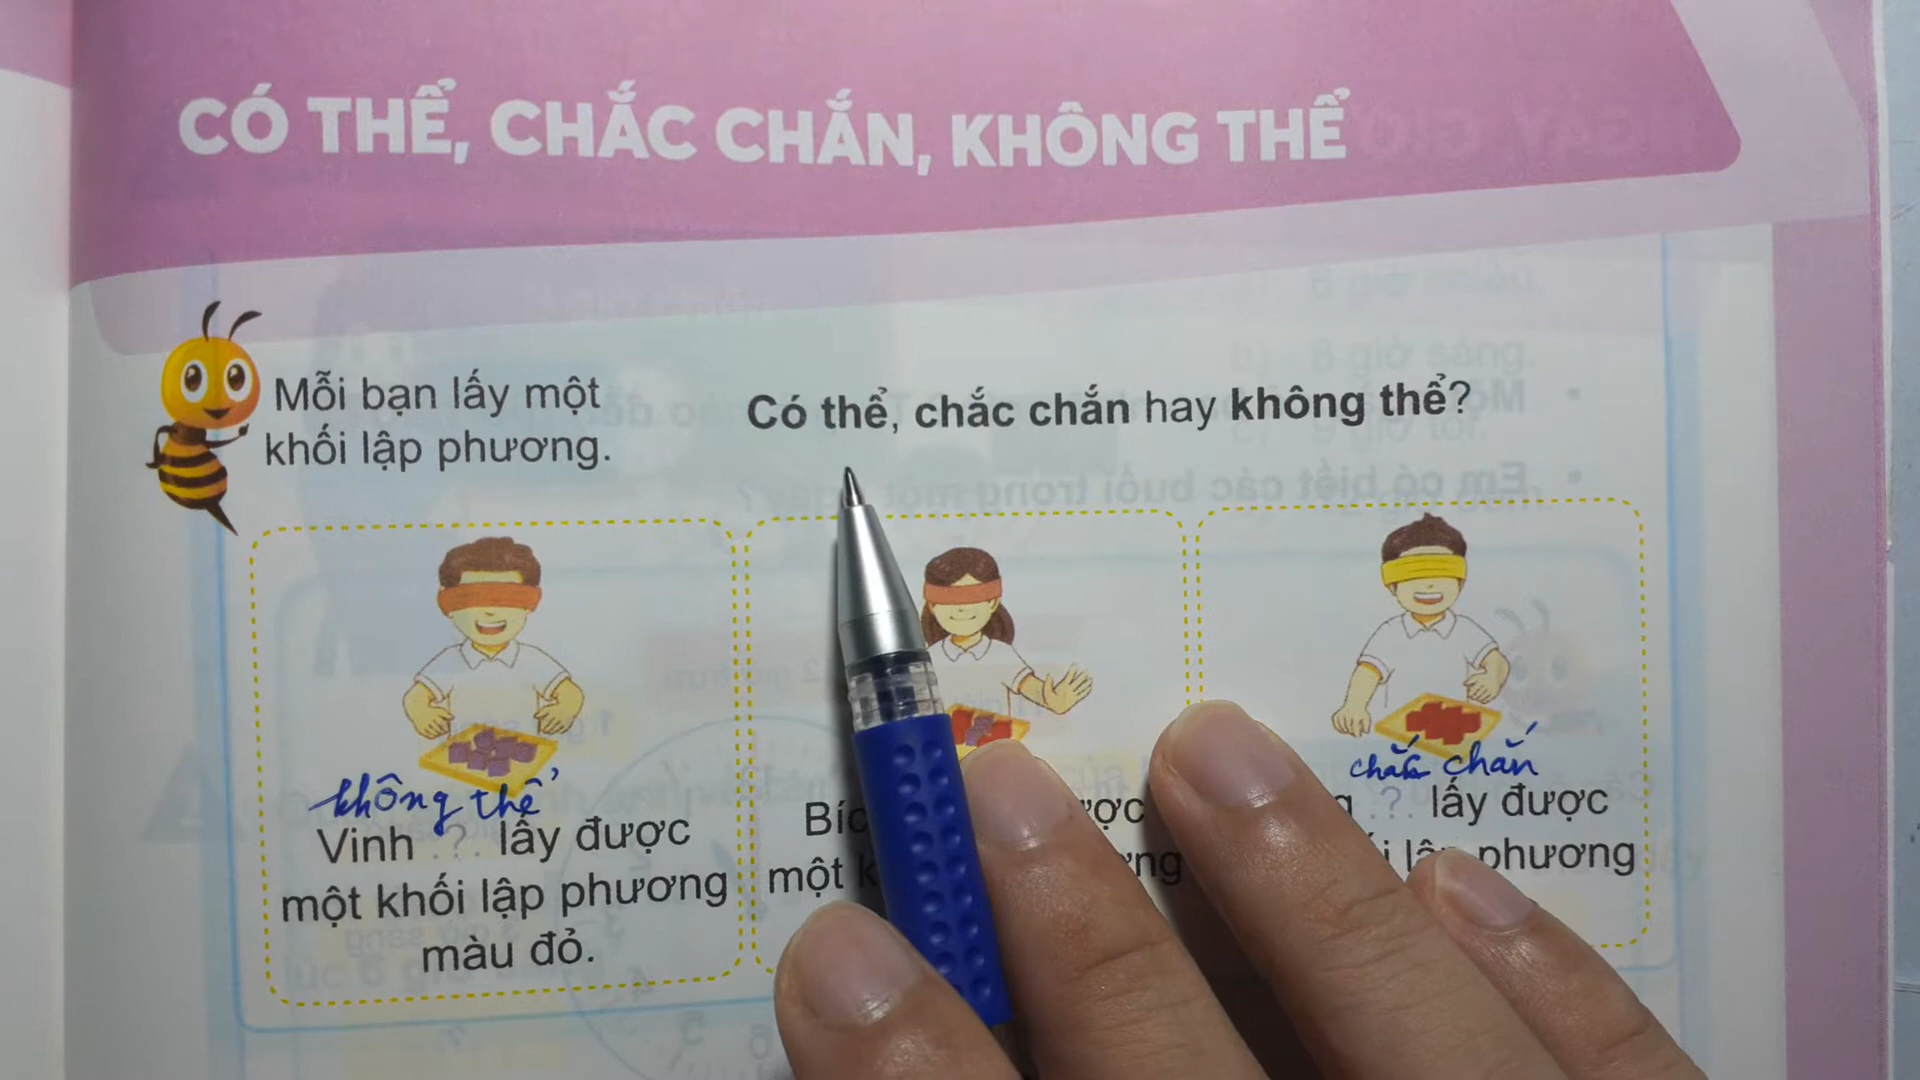 CÓ THỂ, CHẮC CHẮN, KHÔNG THỂ
Mỗi bạn lấy một
khối lập phương.
Có thể, chắc chắn hay không thể?
không thể
Vinh .?. lấy được
một khối lập phương
màu đỏ.
một
chắc chắn
.?. lấy được
phương